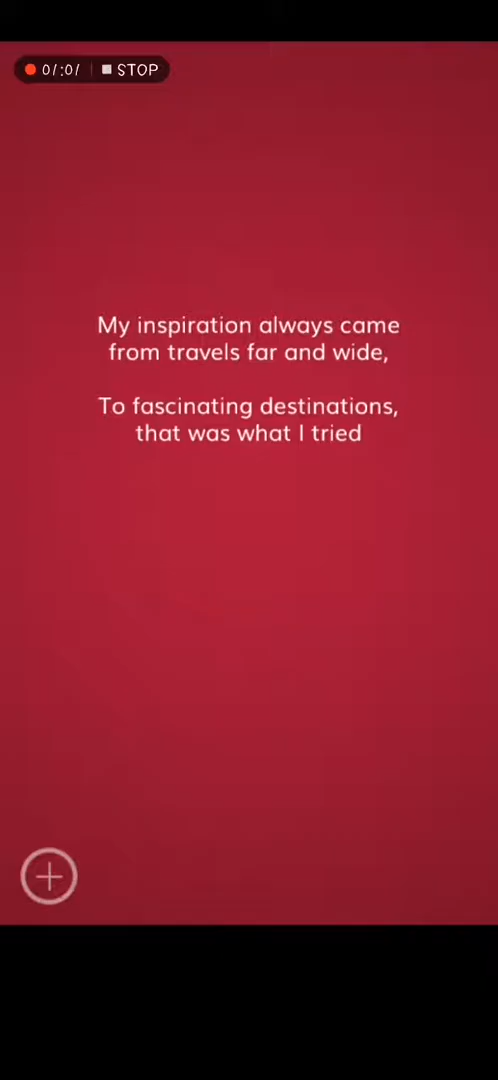 STOP
My inspiration always came
from travels far and wide,
To fascinating destinations,
that was what I tried